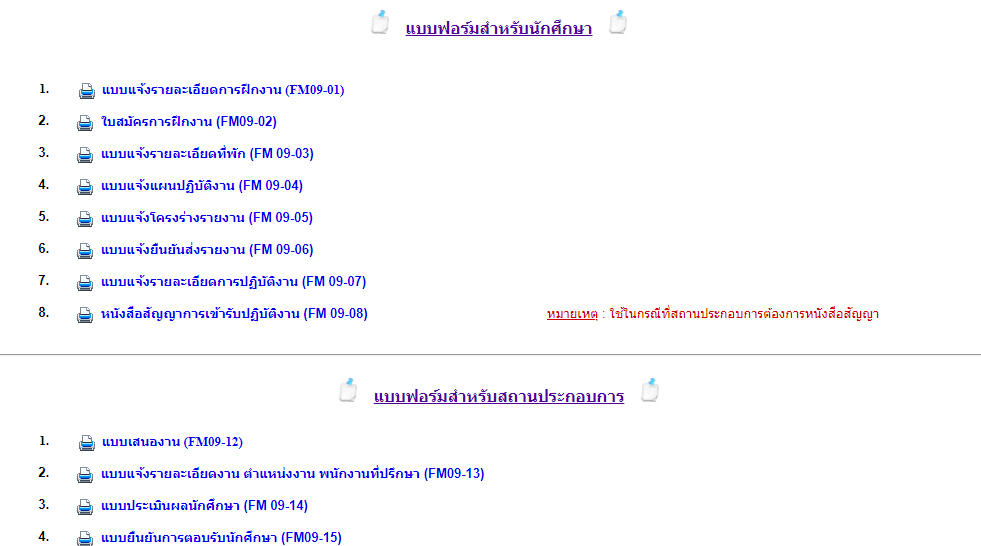 แบบฟอร์มสำหรับนักศึกษา
1. แบบแจ้งรายละเอียดการฝึกงาน (FM09-01)
2. ใบสมัครการฝึกงาน (FM09-02)
3. แบบแจ้งรายละเอียดที่พัก (FM 09-03)
4. แบบแจ้งแผนปฏิบัติงาน (FM 09-04)
5. แบบแจ้งโครงร่างรายงาน (FM 09-05)
6. แบบแจ้งยืนยันส่งรายงาน (FM 09-06)
7. แบบแจ้งรายละเอียดการปฏิบัติงาน (FM 09-07)
8. หนังสือสัญญาการเข้ารับปฏิบัติงาน (FM 09-08) หมายเหตุ : ใช้ในกรณีที่สถานประกอบการต้องการหนังสือสัญญา
แบบฟอร์มสำหรับสถานประกอบการ
1. แบบเสนองาน (FM09-12)
2. แบบแจ้งรายละเอียดงาน ตำแหน่งงาน พนักงานที่ปรึกษา (FM09-13)
3. แบบประเมินผลนักศึกษา (FM 09-14)
4. แบบยืนยันการตอบรับนักศึกษา (FM09-15)